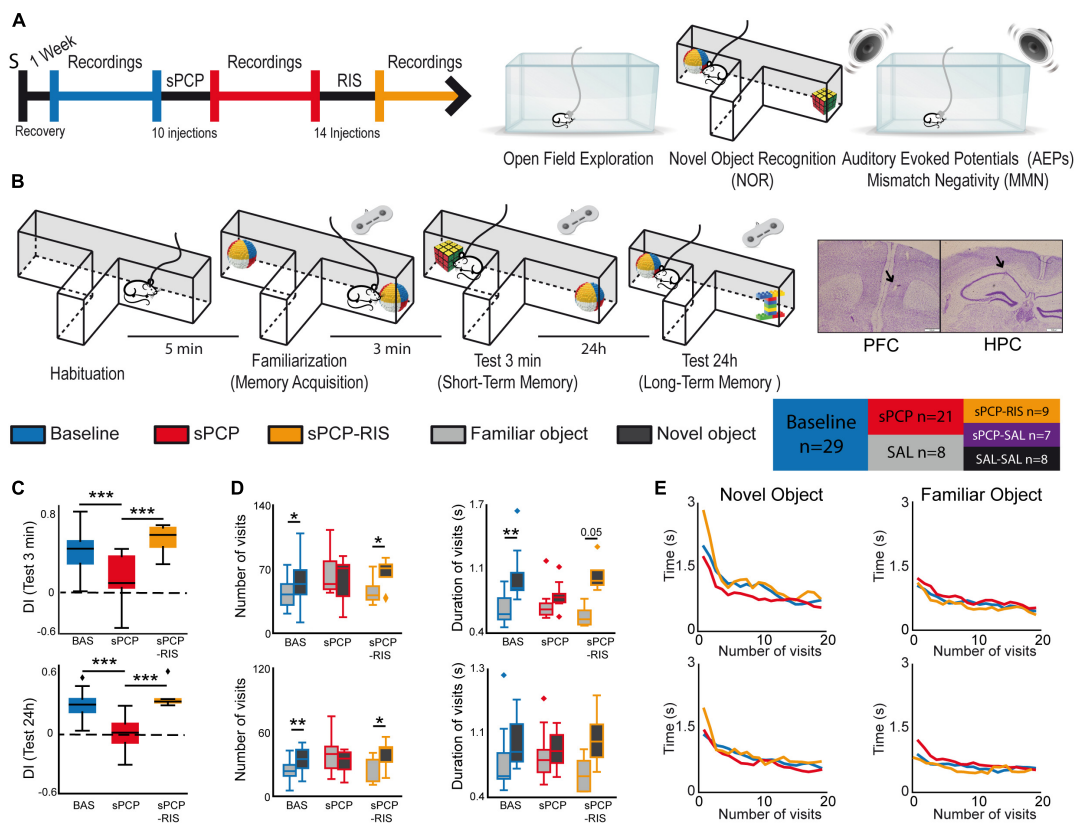 A
S
1 Week
Recordings
sPCP
Recordings
RIS
Recordings
Recovery
10 injections
14 Injections
Open Field Exploration
Novel Object Recognition
(NOR)
Auditory Evoked Potentials (AEPs)
Mismatch Negativity (MMN)
B
5 min
3 min
24h
Habituation
Familiarization
(Memory Acquisition)
Test 3 min
(Short-Term Memory)
Test 24h
(Long-Term Memory )
PFC
HPC
Baseline
sPCP
sPCP-RIS
Familiar object
Novel object
Baseline
n=29
sPCP n=21
SAL n=8
sPCP-RIS n=9
sPCP-SAL n=7
SAL-SAL n=8
C
DI (Test 3 min)
0.8
0
-0.6
***
***
BAS
sPCP
sPCP
-RIS
DI (Test 24h)
0.6
0
-0.6
***
***
BAS
sPCP
sPCP
-RIS
D
Number of visits
140
70
0
*
*
BAS
sPCP
sPCP
-RIS
Duration of visits (s)
1.7
1.1
0.4
**
0.05
BAS
sPCP
sPCP
-RIS
Number of visits
120
60
0
**
*
BAS
sPCP
sPCP
-RIS
Duration of visits (s)
1.3
1.1
0.4
BAS
sPCP
sPCP
-RIS
E
Novel Object
Familiar Object
Time (s)
3
1.5
0
0
10
20
Number of visits
Time (s)
3
1.5
0
0
10
20
Number of visits
Time (s)
3
1.5
0
0
10
20
Number of visits
Time (s)
3
1.5
0
0
10
20
Number of visits